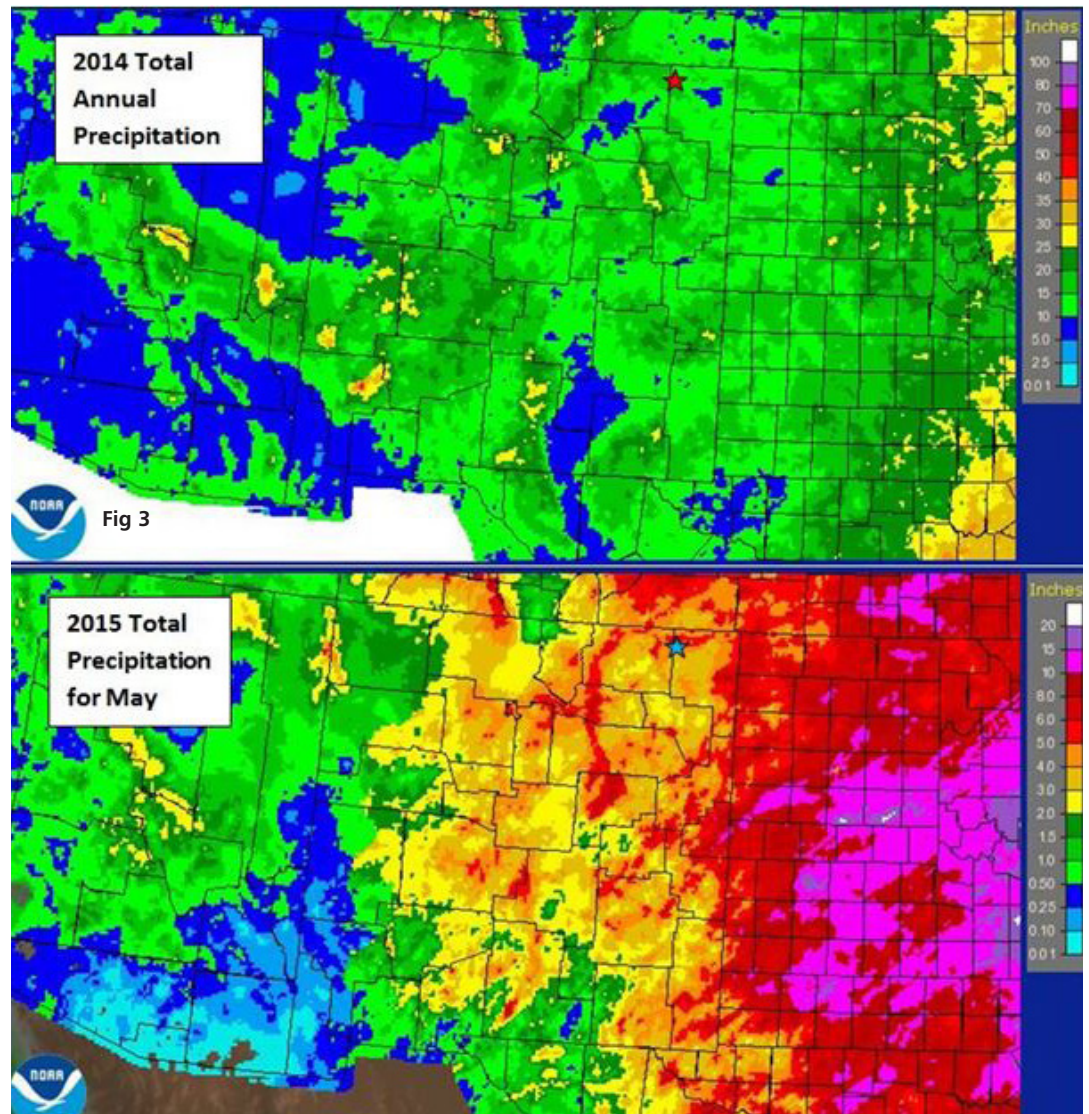 2014 Total
Annual
Precipitation
Inches
100
80
70
60
50
40
35
30
25
20
15
10
5.0
2.5
0.01
NOAA
Fig 3
2015 Total
Precipitation
for May
Inches
20
15
10
8.0
6.0
5.0
4.0
3.0
2.0
1.5
1.0
0.50
0.25
0.10
0.01
NOAA